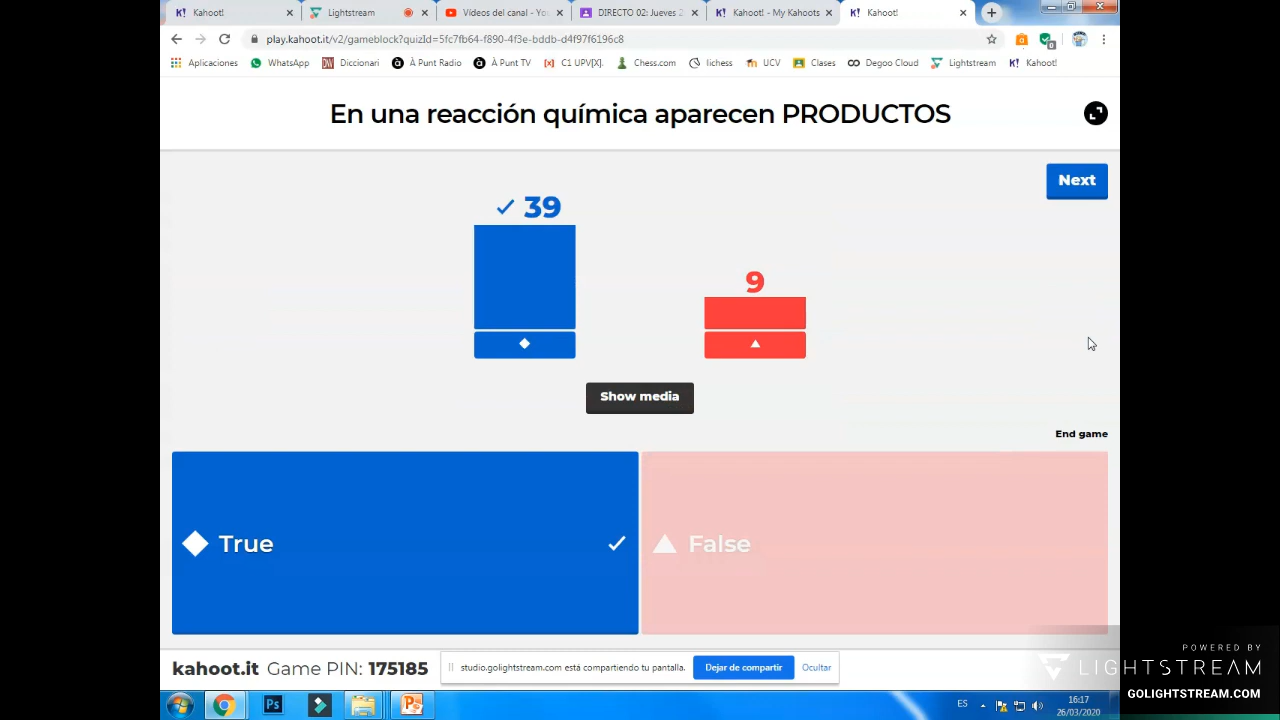 Kahoot!
Lightstream
Vídeos del canal - You
DIRECTO 02: Jueves 2
Kahoot! - My Kahoots
Kahoot!
play.kahoot.it/v2/gameblock?quizId=5fc7fb64-f890-4f3e-bddb-d4f97f6196c8
Aplicaciones
WhatsApp
Diccionari
À Punt Radio
À Punt TV
C1 UPV[X].
Chess.com
lichess
UCV
Clases
Degoo Cloud
Lightstream
Kahoot!
En una reacción química aparecen PRODUCTOS
Next
39
9
Show media
End game
True
False
kahoot.it Game PIN: 175185
studio.golightstream.com está compartiendo tu pantalla.
Dejar de compartir
Ocultar
POWERED BY
LIGHTSTREAM
GOLIGHTSTREAM.COM
Ps
ES
16:17
26/03/2020